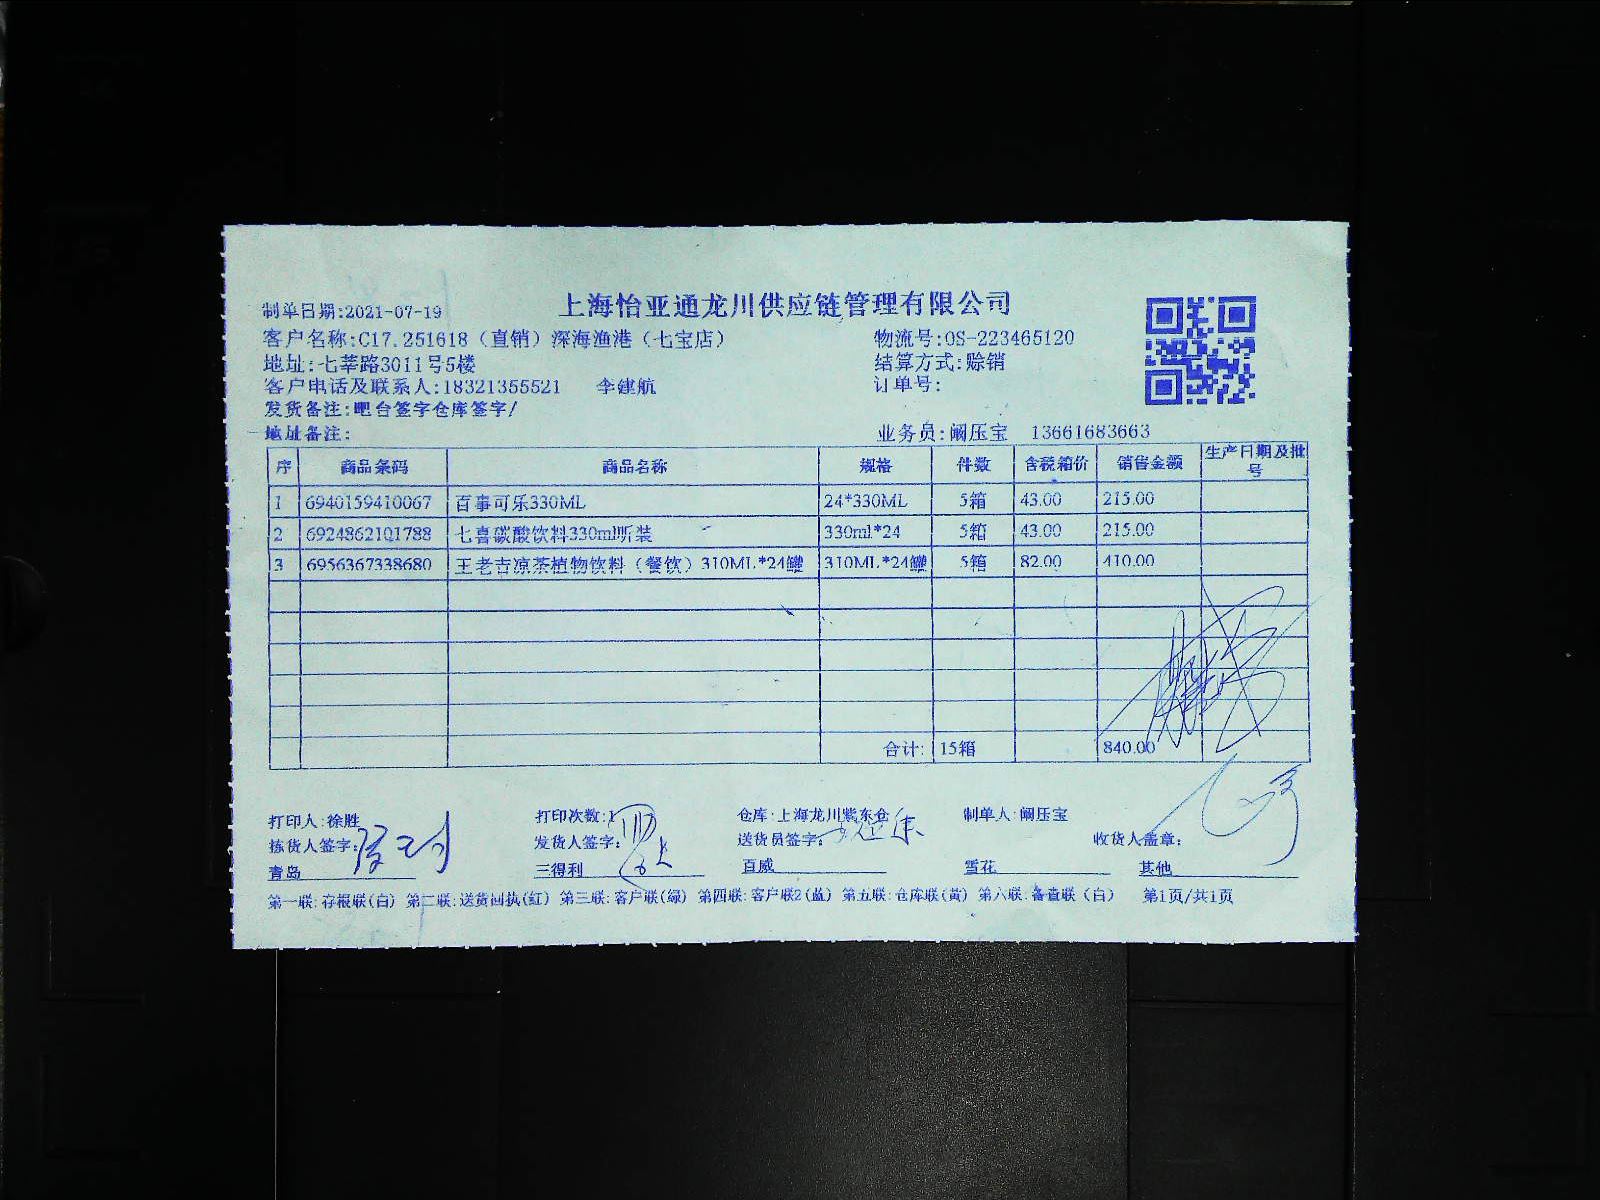 上海怡亚通龙川供应链管理有限公司
制单日期:2021-07-19
客户名称:C17.251618（直销）深海渔港（七宝店） 物流号:OS-223465120
地址:七莘路3011号5楼 结算方式:赊销
客户电话及联系人:18321355521 李建航 订单号:
发货备注:吧台签字仓库签字/
地址备注: 业务员:阚压宝 13661683663
序 商品条码 商品名称 规格 件数 含税箱价 销售金额 生产日期及批号
1 6940159410067 百事可乐330ML 24*330ML 5箱 43.00 215.00
2 6924862101788 七喜碳酸饮料330ml听装 330ml*24 5箱 43.00 215.00
3 6956367338680 王老吉凉茶植物饮料（餐饮）310ML*24罐 310ML*24罐 5箱 82.00 410.00
合计: 15箱 840.00
打印人:徐胜 打印次数:1 仓库:上海龙川紫东仓 制单人:阚压宝
拣货人签字: 发货人签字: 送货员签字: 收货人盖章:
青岛 三得利 百威 雪花 其他
第一联:存根联(白) 第二联:送货回执(红) 第三联:客户联(绿) 第四联:客户联2(蓝) 第五联:仓库联(黄) 第六联:备查联(白) 第1页/共1页